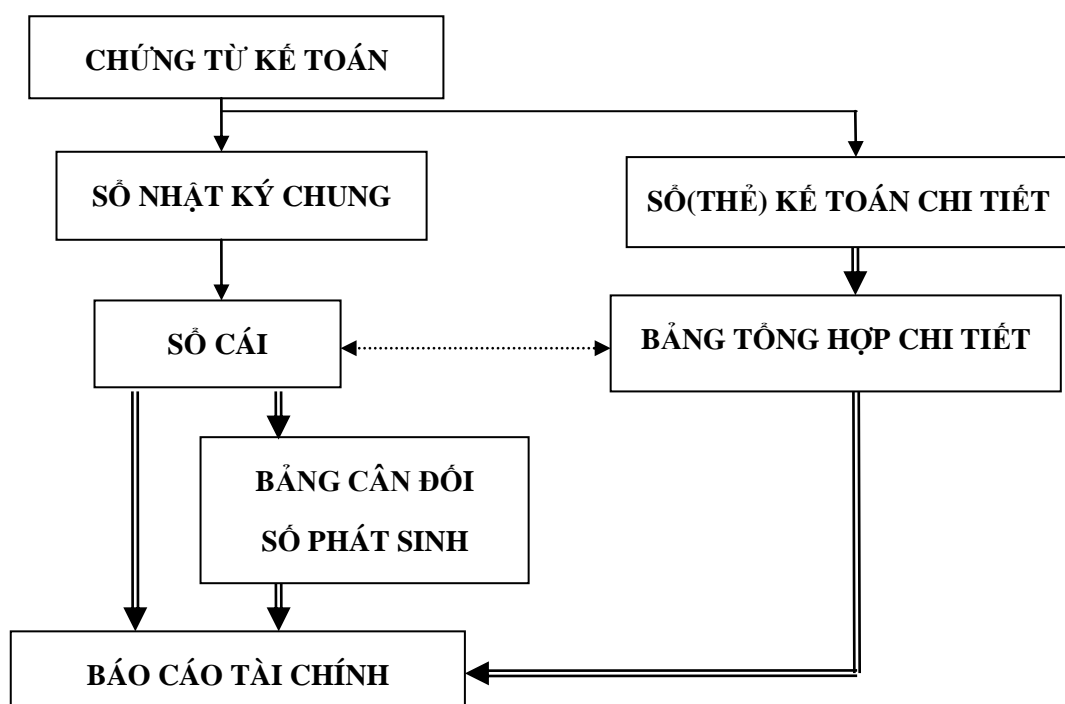 CHỨNG TỪ KẾ TOÁN
SỔ NHẬT KÝ CHUNG
SỔ(THẺ) KẾ TOÁN CHI TIẾT
SỔ CÁI
BẢNG TỔNG HỢP CHI TIẾT
BẢNG CÂN ĐỐI
SỐ PHÁT SINH
BÁO CÁO TÀI CHÍNH